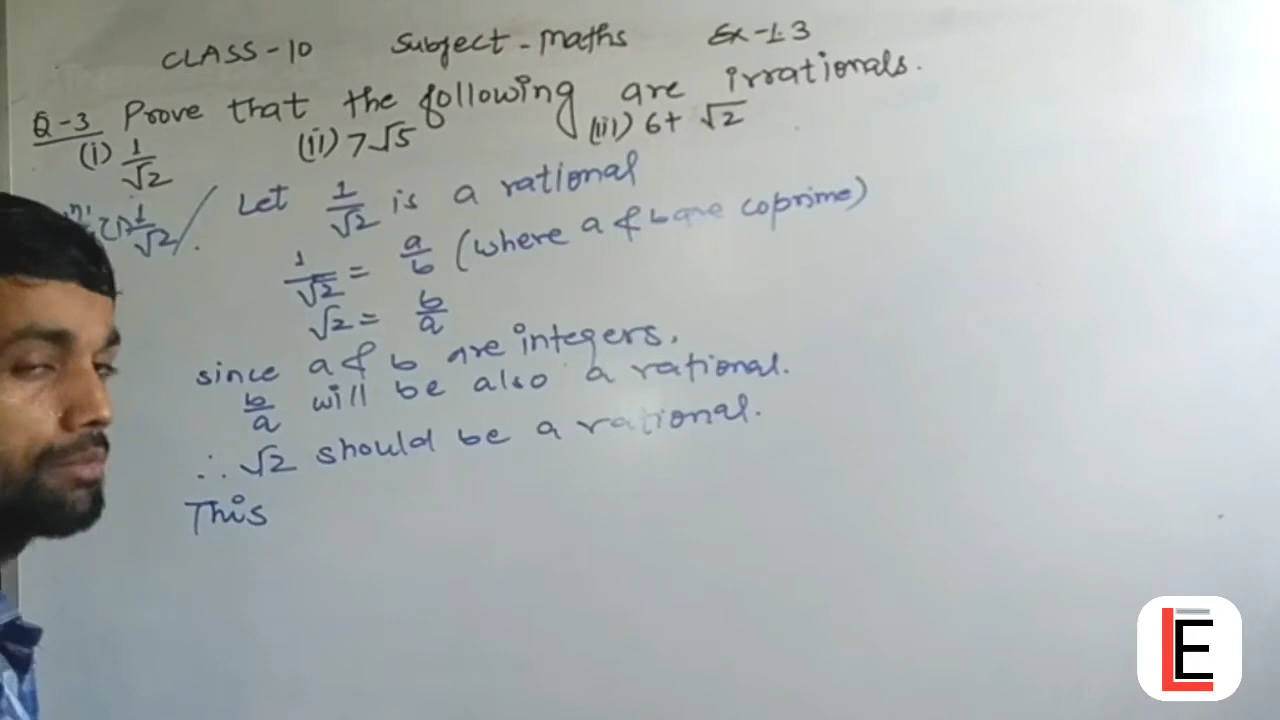 CLASS-10 Subject-Maths Ex-1.3
Q-3 Prove that the following are irrationals.
(i) 1/√2 (ii) 7√5 (iii) 6+ √2
(i) 1/√2 Let 1/√2 is a rational
1/√2 = a/b (where a & b are coprime)
√2 = b/a
since a & b are integers.
b/a will be also a rational.
∴ √2 should be a rational.
This
LE